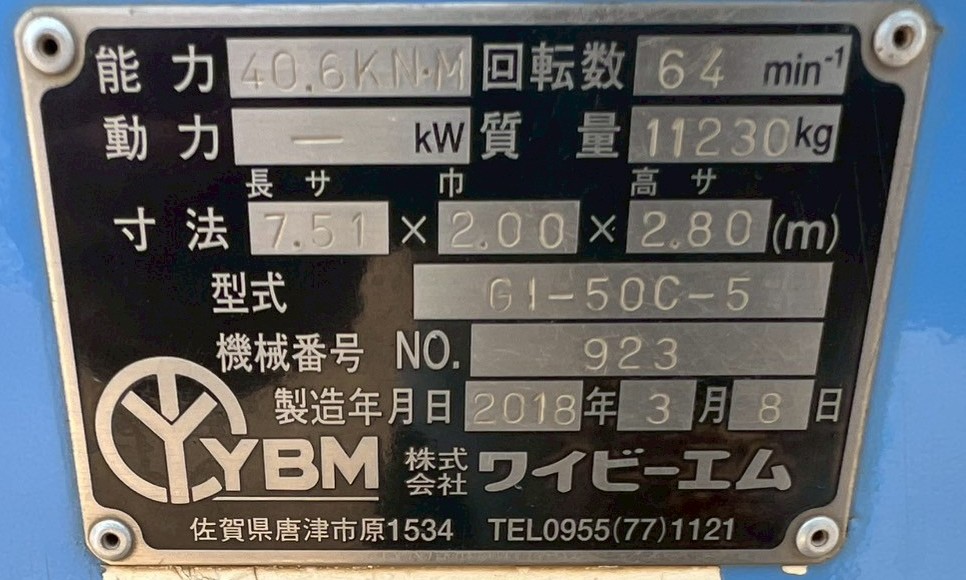 能力 40.6KN·M 回転数 64 min-1
動力 — kW 質量 11230kg
長サ 巾 高サ
寸法 7.51 × 2.00 × 2.80 (m)
型式 GI-50C-5
機械番号 NO. 923
製造年月日 2018年 3月 8日
YBM 株式会社 ワイビーエム
佐賀県唐津市原1534 TEL0955(77)1121